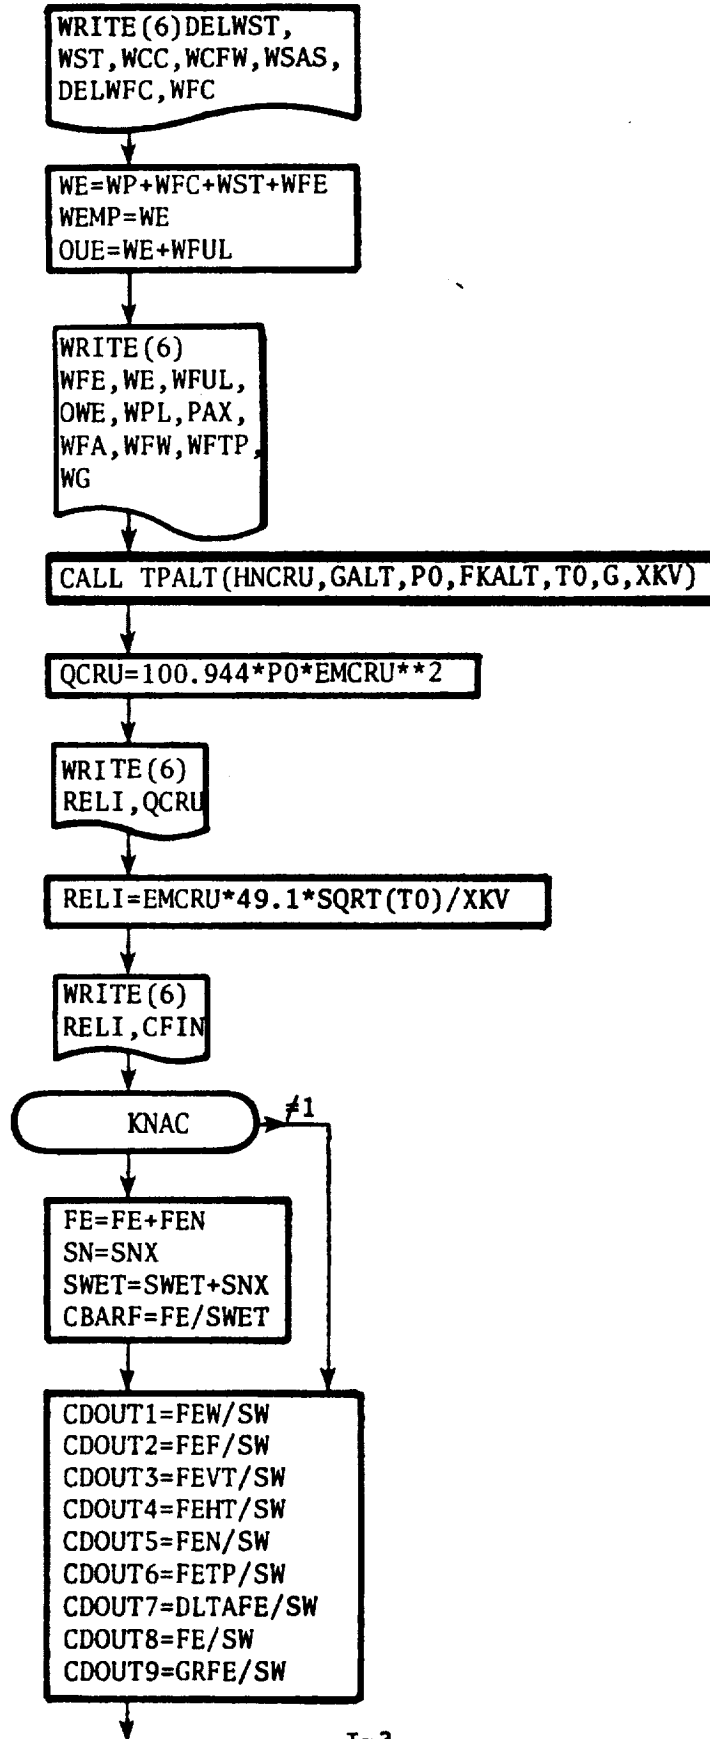 WRITE(6)DELWST,
WST,WCC,WCFW,WSAS,
DELWFC,WFC
WE=WP+WFC+WST+WFE
WEMP=WE
OUE=WE+WFUL
WRITE(6)
WFE,WE,WFUL,
OWE,WPL,PAX,
WFA,WFW,WFTP,
WG
CALL TPALT(HNCRU,GALT,P0,FKALT,T0,G,XKV)
QCRU=100.944*P0*EMCRU**2
WRITE(6)
RELI,QCRU
RELI=EMCRU*49.1*SQRT(T0)/XKV
WRITE(6)
RELI,CFIN
KNAC
≠1
FE=FE+FEN
SN=SNX
SWET=SWET+SNX
CBARF=FE/SWET
CDOUT1=FEW/SW
CDOUT2=FEF/SW
CDOUT3=FEVT/SW
CDOUT4=FEHT/SW
CDOUT5=FEN/SW
CDOUT6=FETP/SW
CDOUT7=DLTAFE/SW
CDOUT8=FE/SW
CDOUT9=GRFE/SW